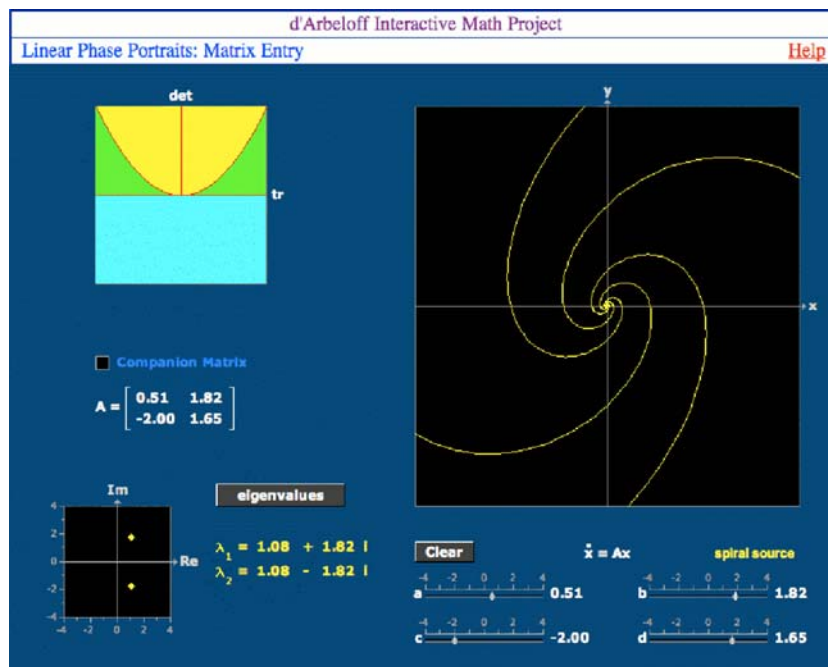 d'Arbeloff Interactive Math Project
Linear Phase Portraits: Matrix Entry Help
det
tr
y
x
Companion Matrix
A = [ 0.51 1.82
-2.00 1.65 ]
Im
Re
4
2
0
-2
-4
-4 -2 0 2 4
eigenvalues
λ1 = 1.08 + 1.82 i
λ2 = 1.08 - 1.82 i
Clear
ẋ = Ax
spiral source
-4 -2 0 2 4
a 0.51
-4 -2 0 2 4
b 1.82
-4 -2 0 2 4
c -2.00
-4 -2 0 2 4
d 1.65